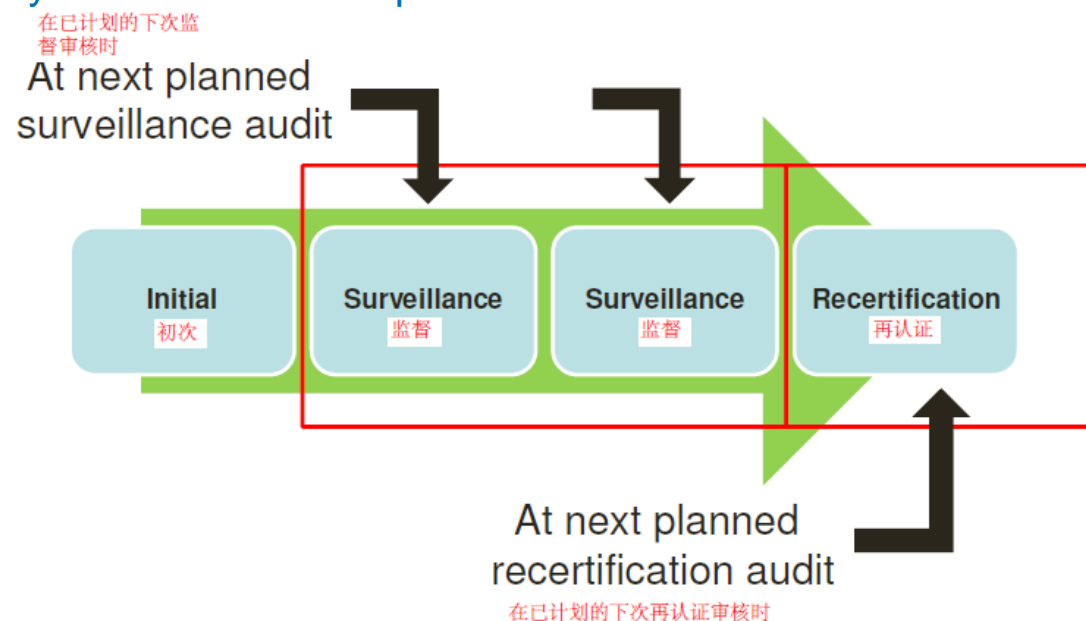 在已计划的下次监
督审核时
At next planned
surveillance audit
Initial
初次
Surveillance
监督
Surveillance
监督
Recertification
再认证
At next planned
recertification audit
在已计划的下次再认证审核时